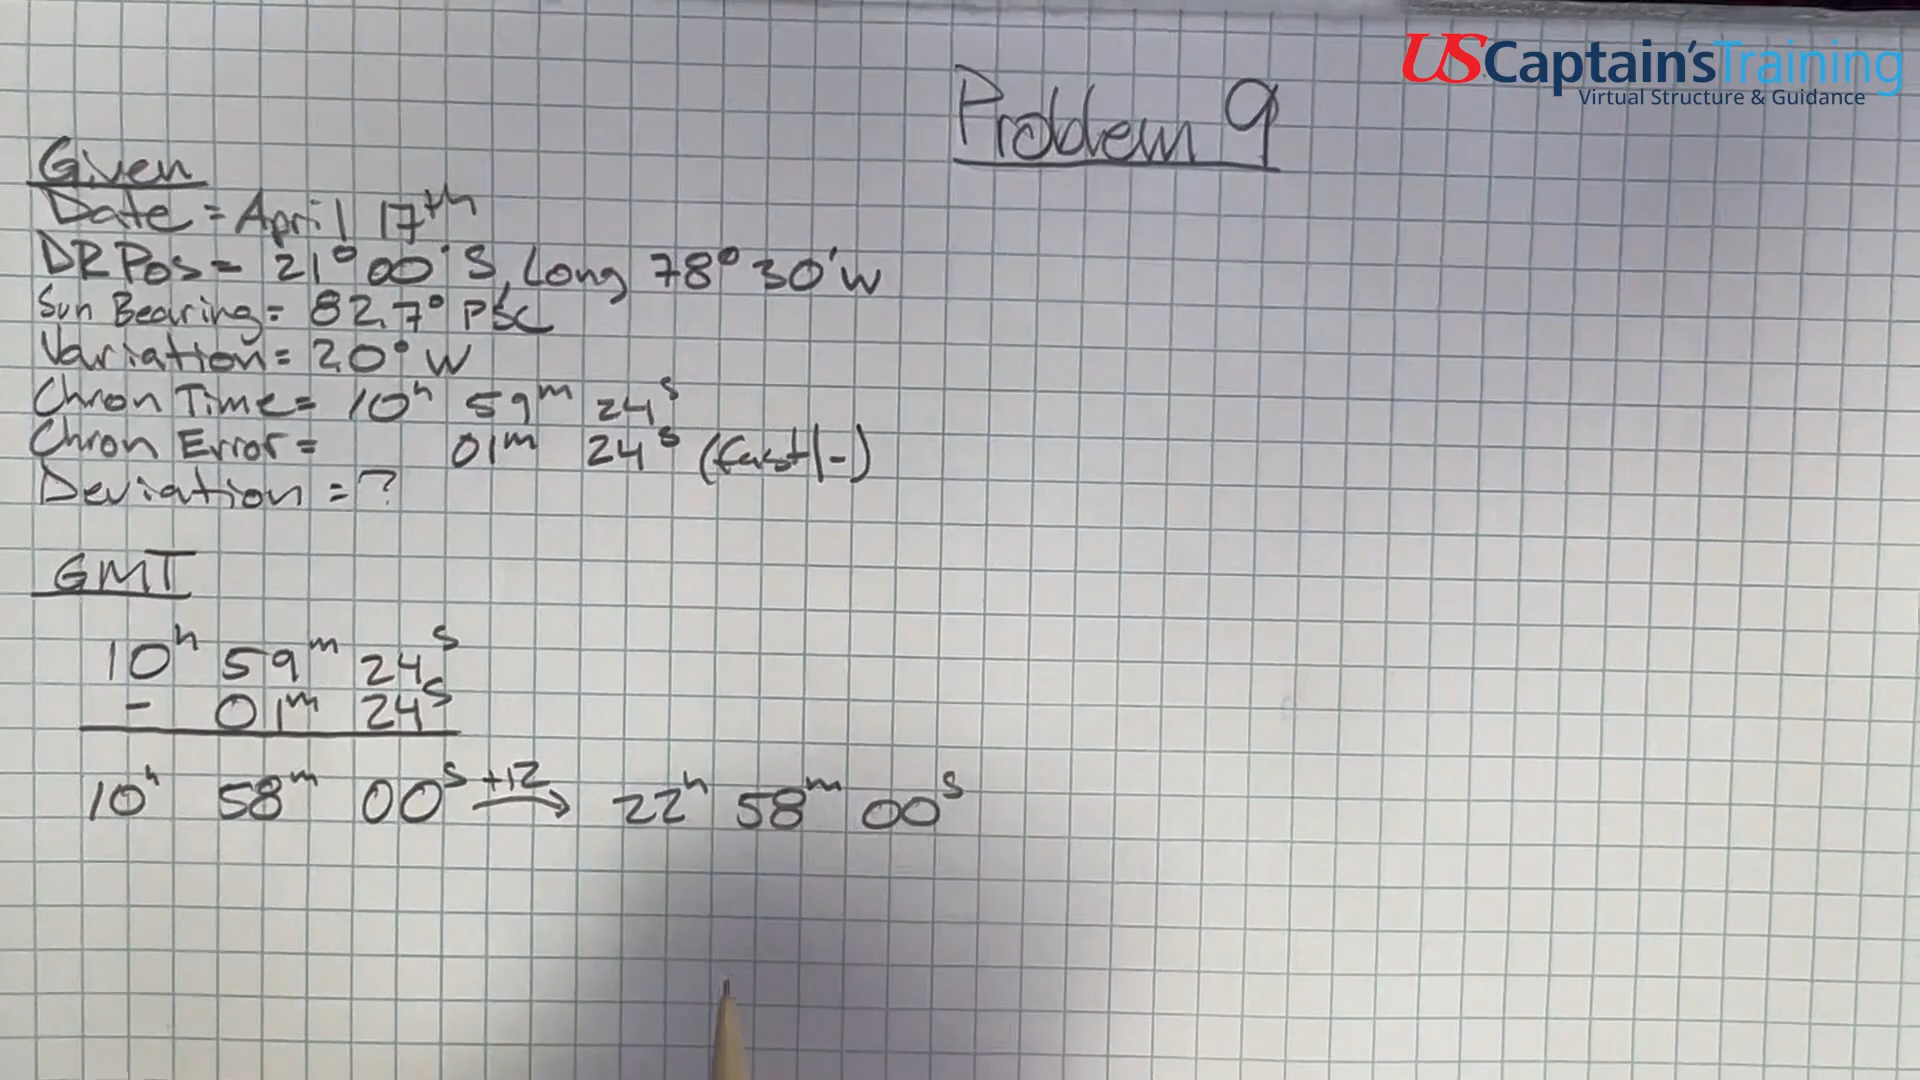 USCaptain'sTraining
Virtual Structure & Guidance
Problem 9
Given
Date = April 17th
DR Pos = 21° 00' S, Long 78° 30' W
Sun Bearing = 82.7° PSC
Variation = 2.0° W
Chron Time = 10h 59m 24s
Chron Error = 01m 24s (fast/-)
Deviation = ?
GMT
10h 59m 24s
- 01m 24s
10h 58m 00s +12 → 22h 58m 00s